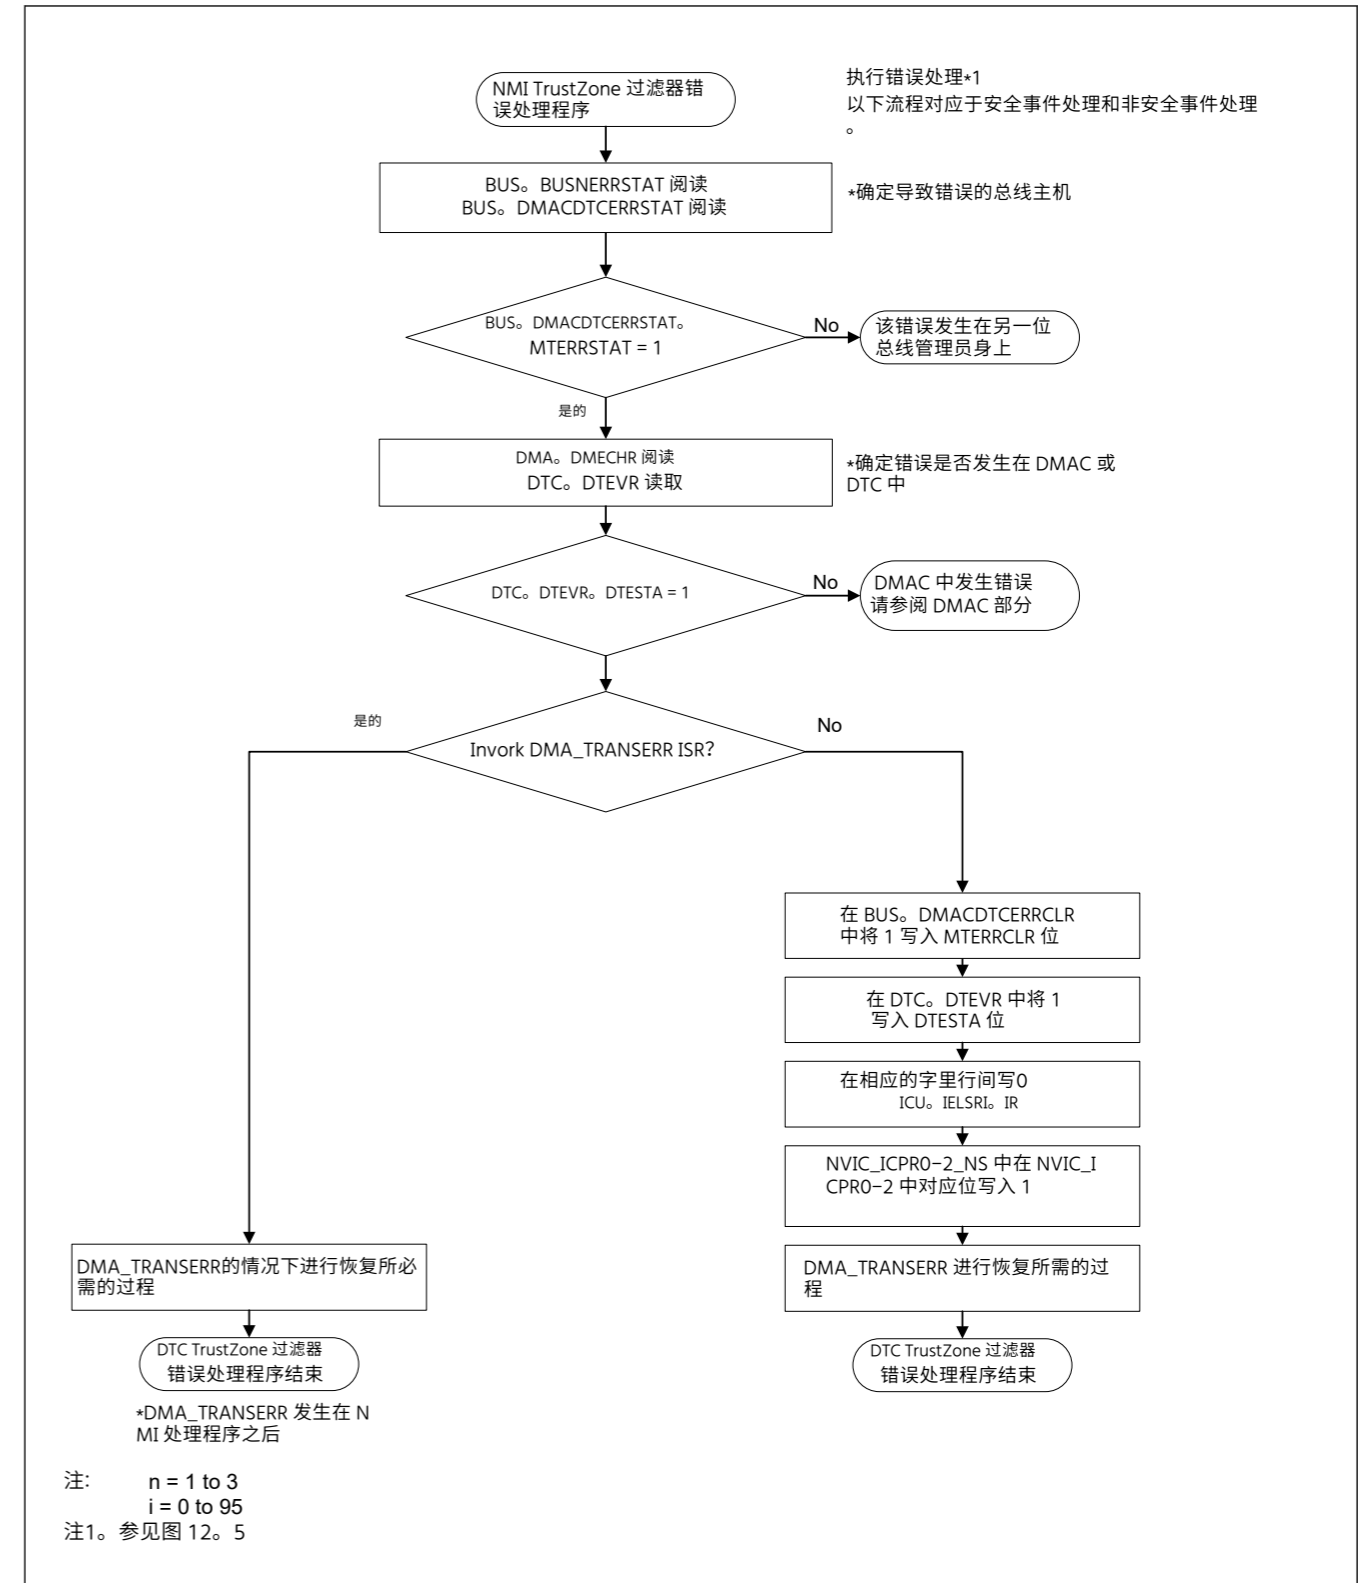 NMI TrustZone 过滤器错
误处理程序
执行错误处理*1
以下流程对应于安全事件处理和非安全事件处理
。
BUS。BUSNERRSTAT 阅读
BUS。DMACDTCERRSTAT 阅读
*确定导致错误的总线主机
BUS。DMACDTCERRSTAT。
MTERRSTAT = 1
No
该错误发生在另一位
总线管理员身上
是的
DMA。DMECHR 阅读
DTC。DTEVR 读取
*确定错误是否发生在 DMAC 或
DTC 中
DTC。DTEVR。DTESTA = 1
No
DMAC 中发生错误
请参阅 DMAC 部分
是的
Invork DMA_TRANSERR ISR?
No
在 BUS。DMACDTCERRCLR
中将 1 写入 MTERRCLR 位
在 DTC。DTEVR 中将 1
写入 DTESTA 位
在相应的字里行间写0
ICU。IELSRI。IR
NVIC_ICPR0−2_NS 中在 NVIC_I
CPR0−2 中对应位写入 1
DMA_TRANSERR的情况下进行恢复所必
需的过程
DMA_TRANSERR 进行恢复所需的过
程
DTC TrustZone 过滤器
错误处理程序结束
DTC TrustZone 过滤器
错误处理程序结束
*DMA_TRANSERR 发生在 N
MI 处理程序之后
注: n = 1 to 3
i = 0 to 95
注1。参见图 12。5